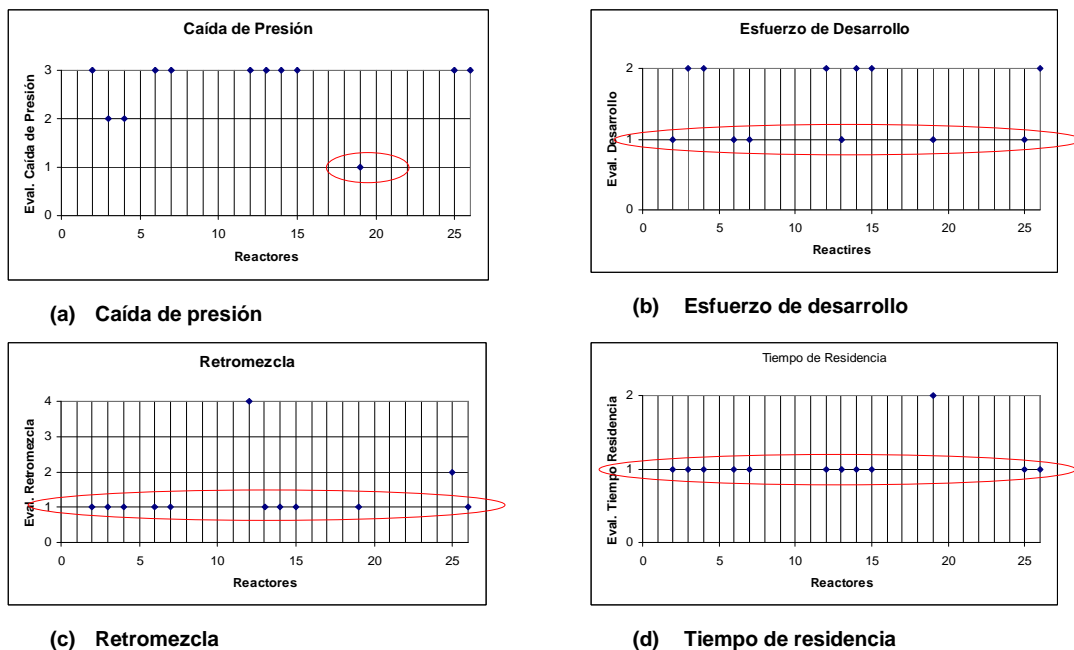 Caída de Presión
Eval. Caída de Presión
3
2
1
0
0 5 10 15 20 25
Reactores
(a) Caída de presión
Esfuerzo de Desarrollo
Eval. Desarrollo
2
1
0
0 5 10 15 20 25
Reactires
(b) Esfuerzo de desarrollo
Retromezcla
Eval. Retromezcla
4
3
2
1
0
0 5 10 15 20 25
Reactores
(c) Retromezcla
Tiempo de Residencia
Eval. Tiempo Residencia
2
1
0
0 5 10 15 20 25
Reactores
(d) Tiempo de residencia